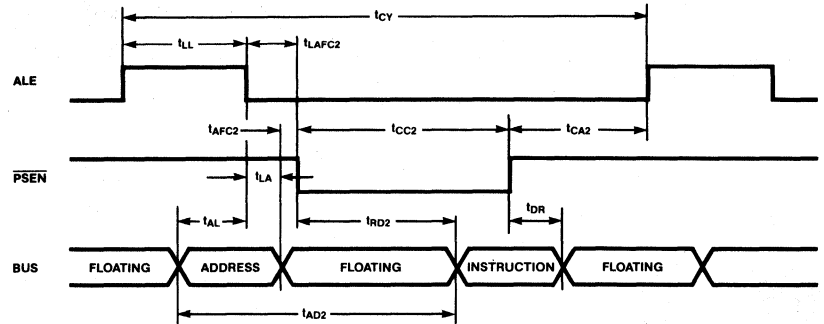 tCY
tLL
tLAFC2
ALE
tAFC2
tCC2
tCA2
PSEN
tLA
tAL
tRD2
tDR
BUS
FLOATING
ADDRESS
FLOATING
INSTRUCTION
FLOATING
tAD2